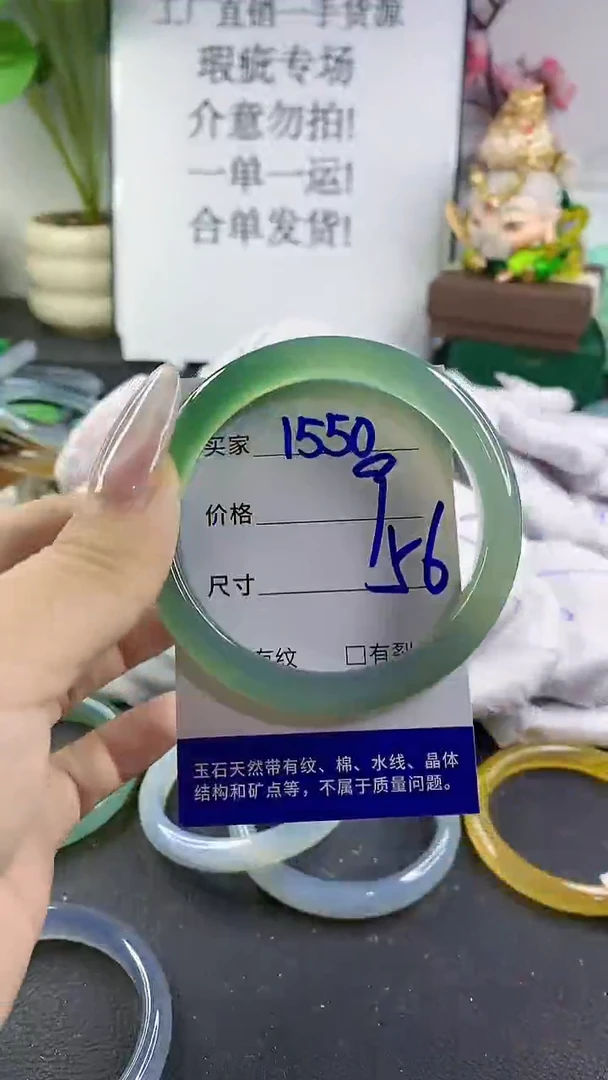 工厂直销一手货源
瑕疵专场
介意勿拍!
一单一运!
合单发货!
买家 1550
价格
尺寸 56
有纹 □有裂
玉石天然带有纹、棉、水线、晶体
结构和矿点等，不属于质量问题。